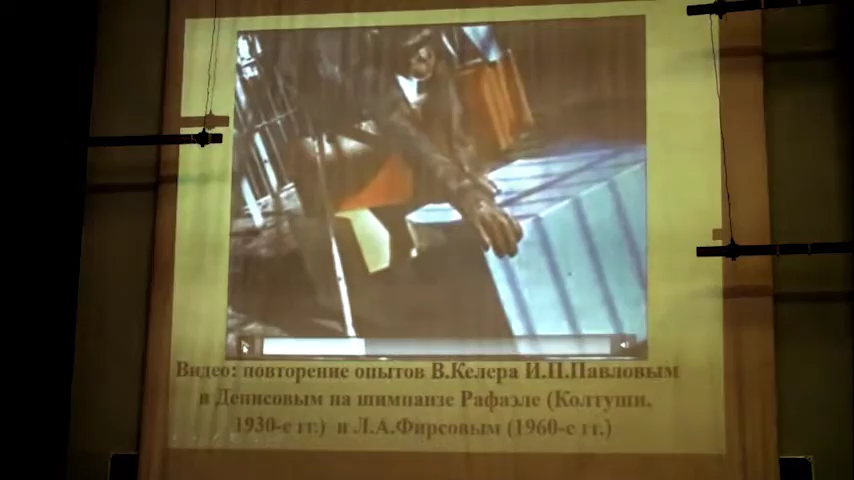 Видео: повторение опытов В.Келера И.П.Павловым
и Денисовым на шимпанзе Рафаэле (Колтуши.
1930-е гг.) и Л.А.Фирсовым (1960-е гг.)